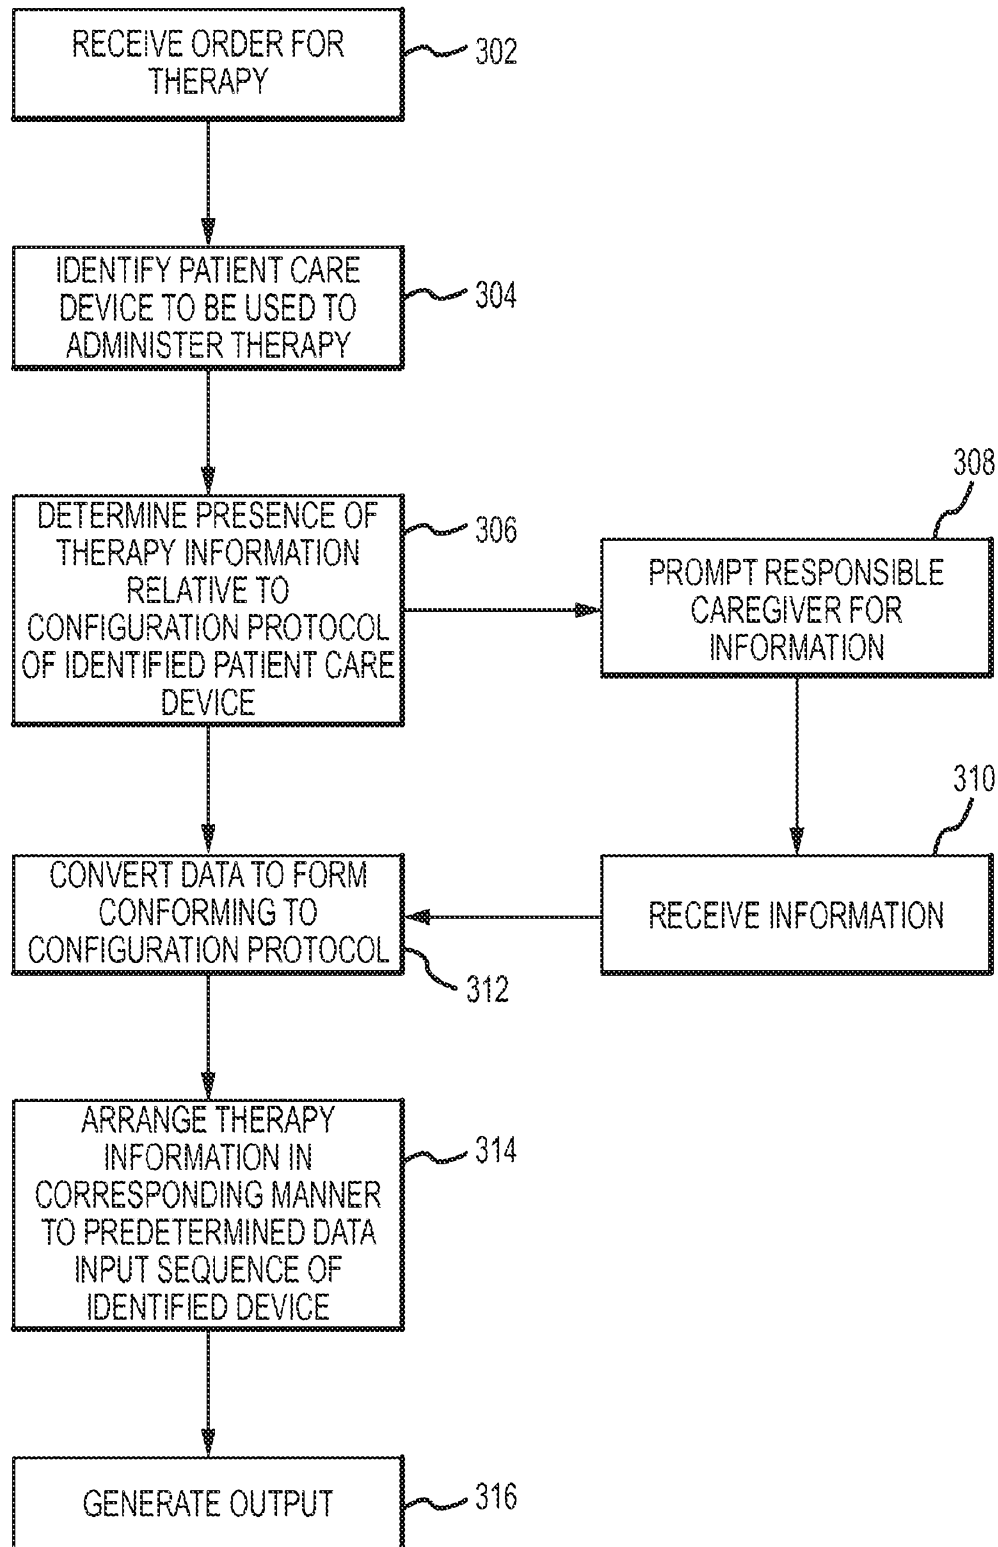 RECEIVE ORDER FOR
THERAPY
302
IDENTIFY PATIENT CARE
DEVICE TO BE USED TO
ADMINISTER THERAPY
304
DETERMINE PRESENCE OF
THERAPY INFORMATION
RELATIVE TO
CONFIGURATION PROTOCOL
OF IDENTIFIED PATIENT CARE
DEVICE
306
308
PROMPT RESPONSIBLE
CAREGIVER FOR
INFORMATION
310
RECEIVE INFORMATION
CONVERT DATA TO FORM
CONFORMING TO
CONFIGURATION PROTOCOL
312
ARRANGE THERAPY
INFORMATION IN
CORRESPONDING MANNER
TO PREDETERMINED DATA
INPUT SEQUENCE OF
IDENTIFIED DEVICE
314
GENERATE OUTPUT
316